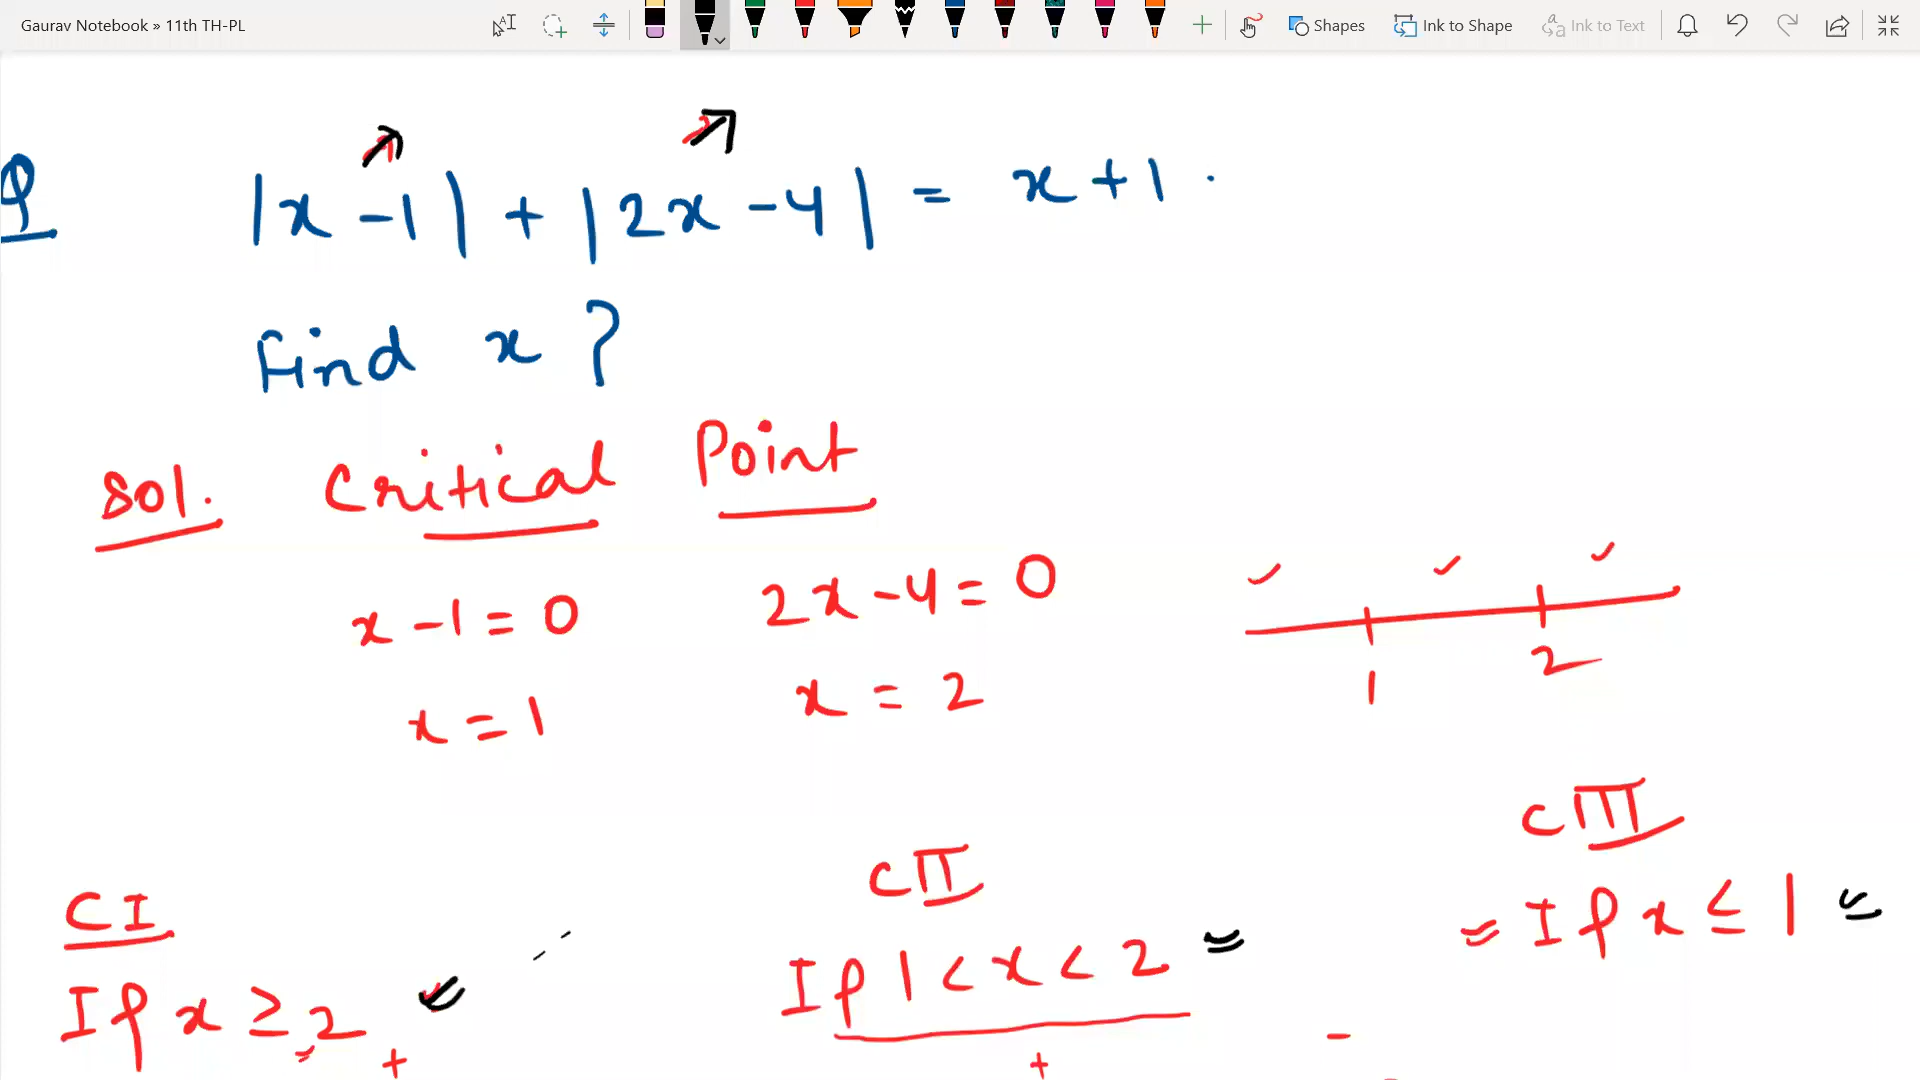 Gaurav Notebook » 11th TH-PL
Shapes
Ink to Shape
Ink to Text
Q |x-1| + |2x-4| = x+1.
Find x?
Sol. Critical Point
x-1=0
2x-4=0
x=1
x=2
1
2
CI
If x ≥ 2
+
CII
If 1<x<2
+
CIII
= If x ≤ 1
-